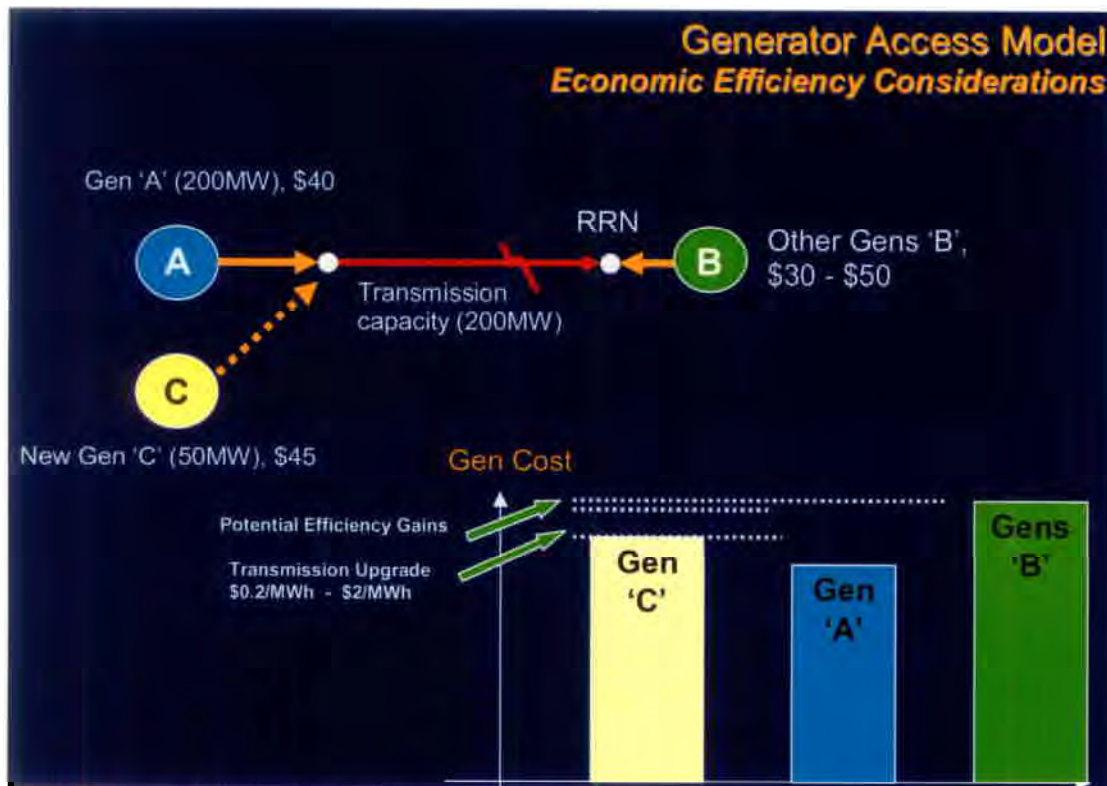 Generator Access Model
Economic Efficiency Considerations
Gen 'A' (200MW), $40
A
RRN
B
Other Gens 'B',
$30 - $50
Transmission
capacity (200MW)
C
New Gen 'C' (50MW), $45
Gen Cost
Potential Efficiency Gains
Transmission Upgrade
$0.2/MWh - $2/MWh
Gen
'C'
Gen
'A'
Gens
'B'